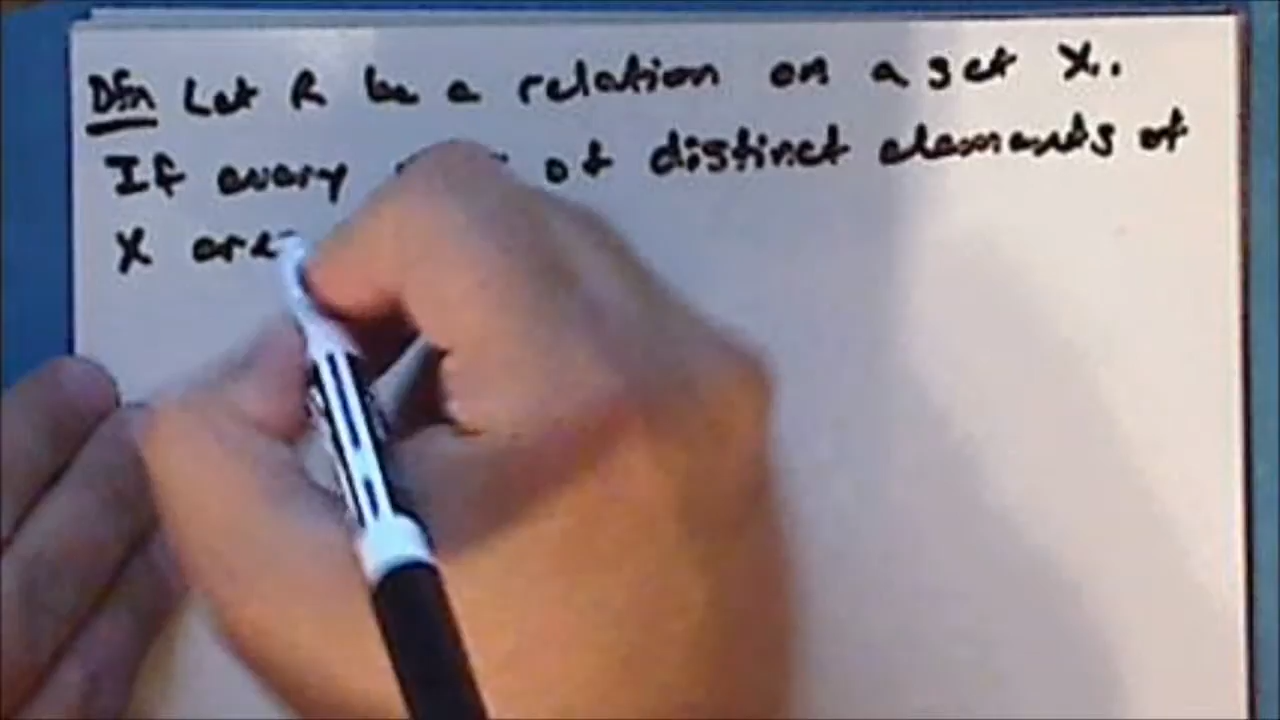 Dfn Let R be a relation on a set X.
If every of distinct elements of
X are